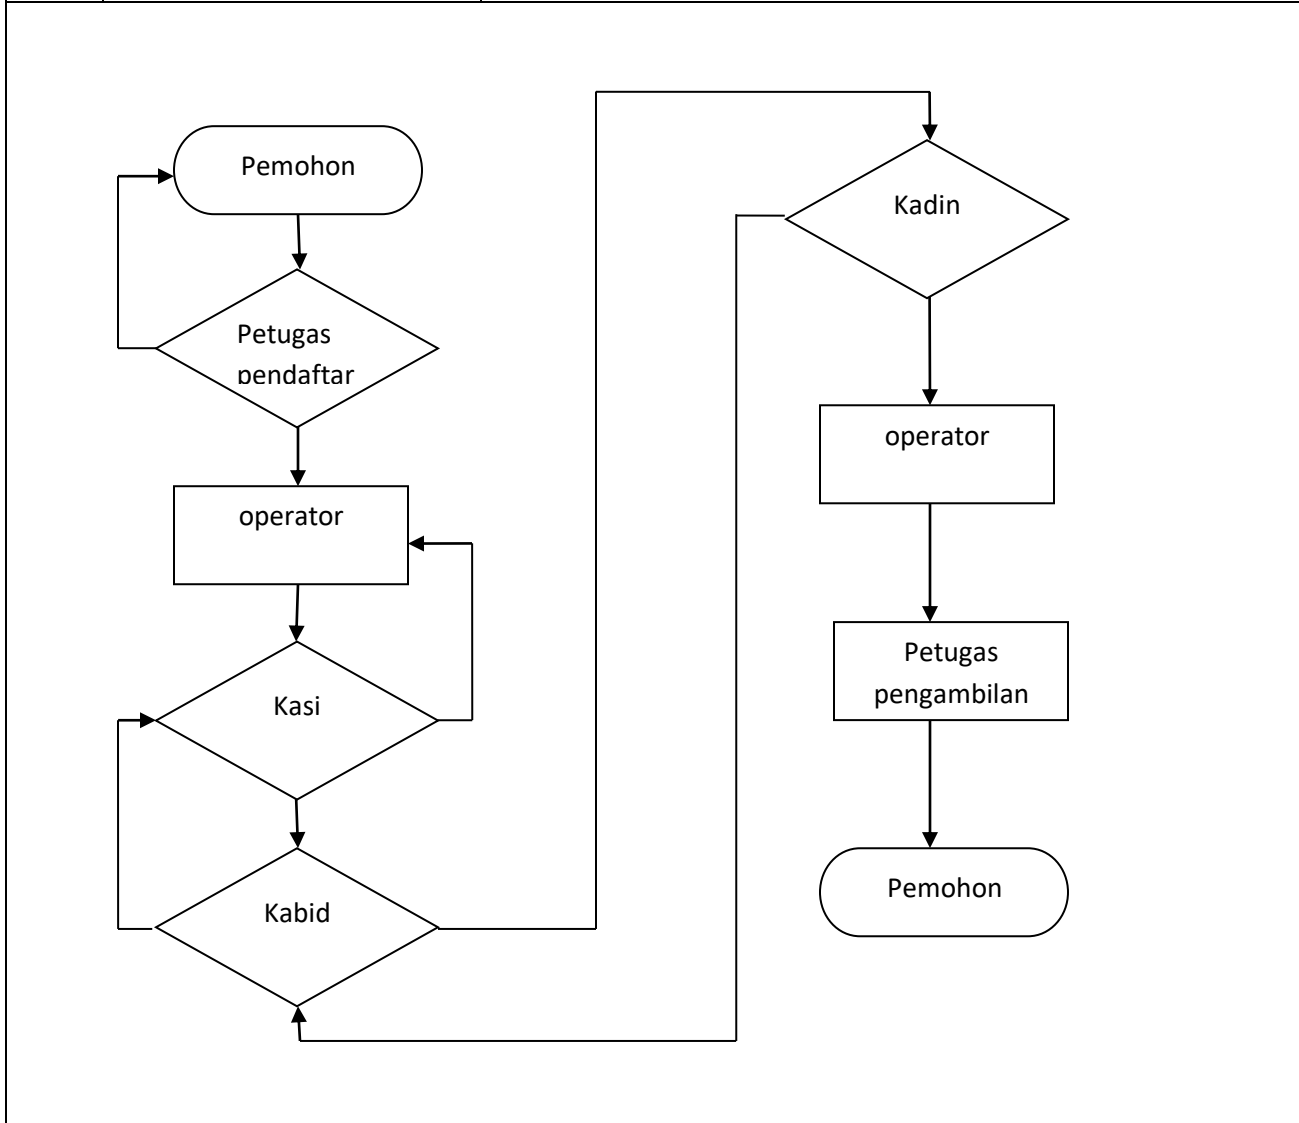 Pemohon
Petugas
pendaftar
operator
Kasi
Kabid
Kadin
operator
Petugas
pengambilan
Pemohon